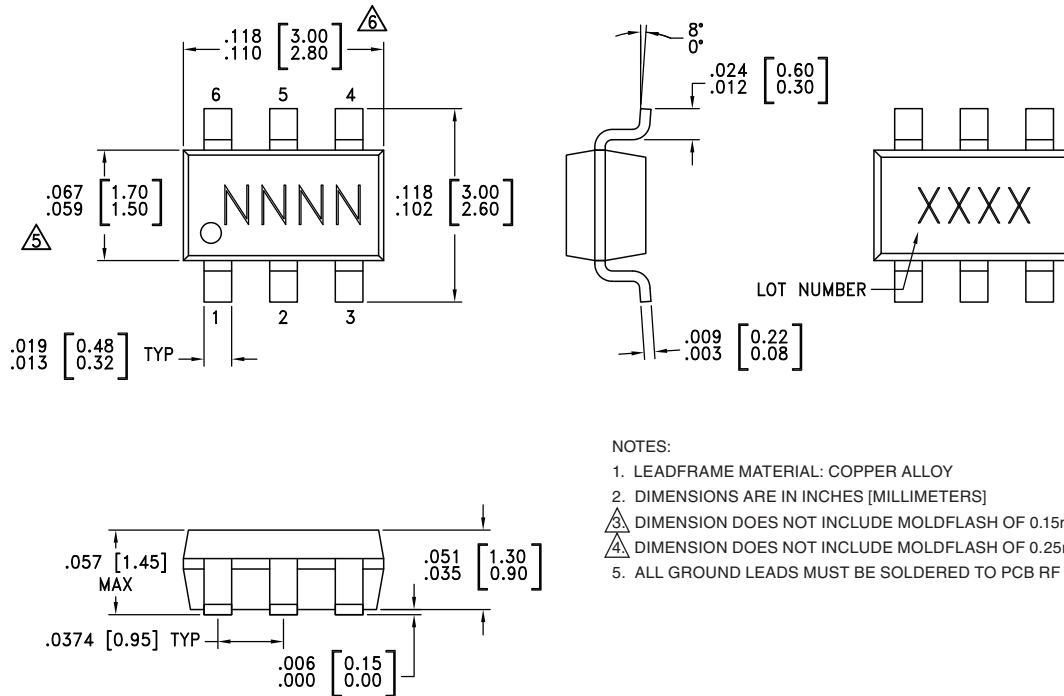 6
.118 [3.00]
.110 [2.80]
8°
0°
.024 [0.60]
.012 [0.30]
6 5 4
.067 [1.70]
.059 [1.50]
NNNN
.118 [3.00]
.102 [2.60]
XXXX
5
LOT NUMBER
1 2 3
.019 [0.48]
.013 [0.32]
TYP
.009 [0.22]
.003 [0.08]
NOTES:
1. LEADFRAME MATERIAL: COPPER ALLOY
2. DIMENSIONS ARE IN INCHES [MILLIMETERS]
3. DIMENSION DOES NOT INCLUDE MOLDFLASH OF 0.15
4. DIMENSION DOES NOT INCLUDE MOLDFLASH OF 0.25
5. ALL GROUND LEADS MUST BE SOLDERED TO PCB RF
.057 [1.45]
MAX
.051 [1.30]
.035 [0.90]
.0374 [0.95] TYP
.006 [0.15]
.000 [0.00]